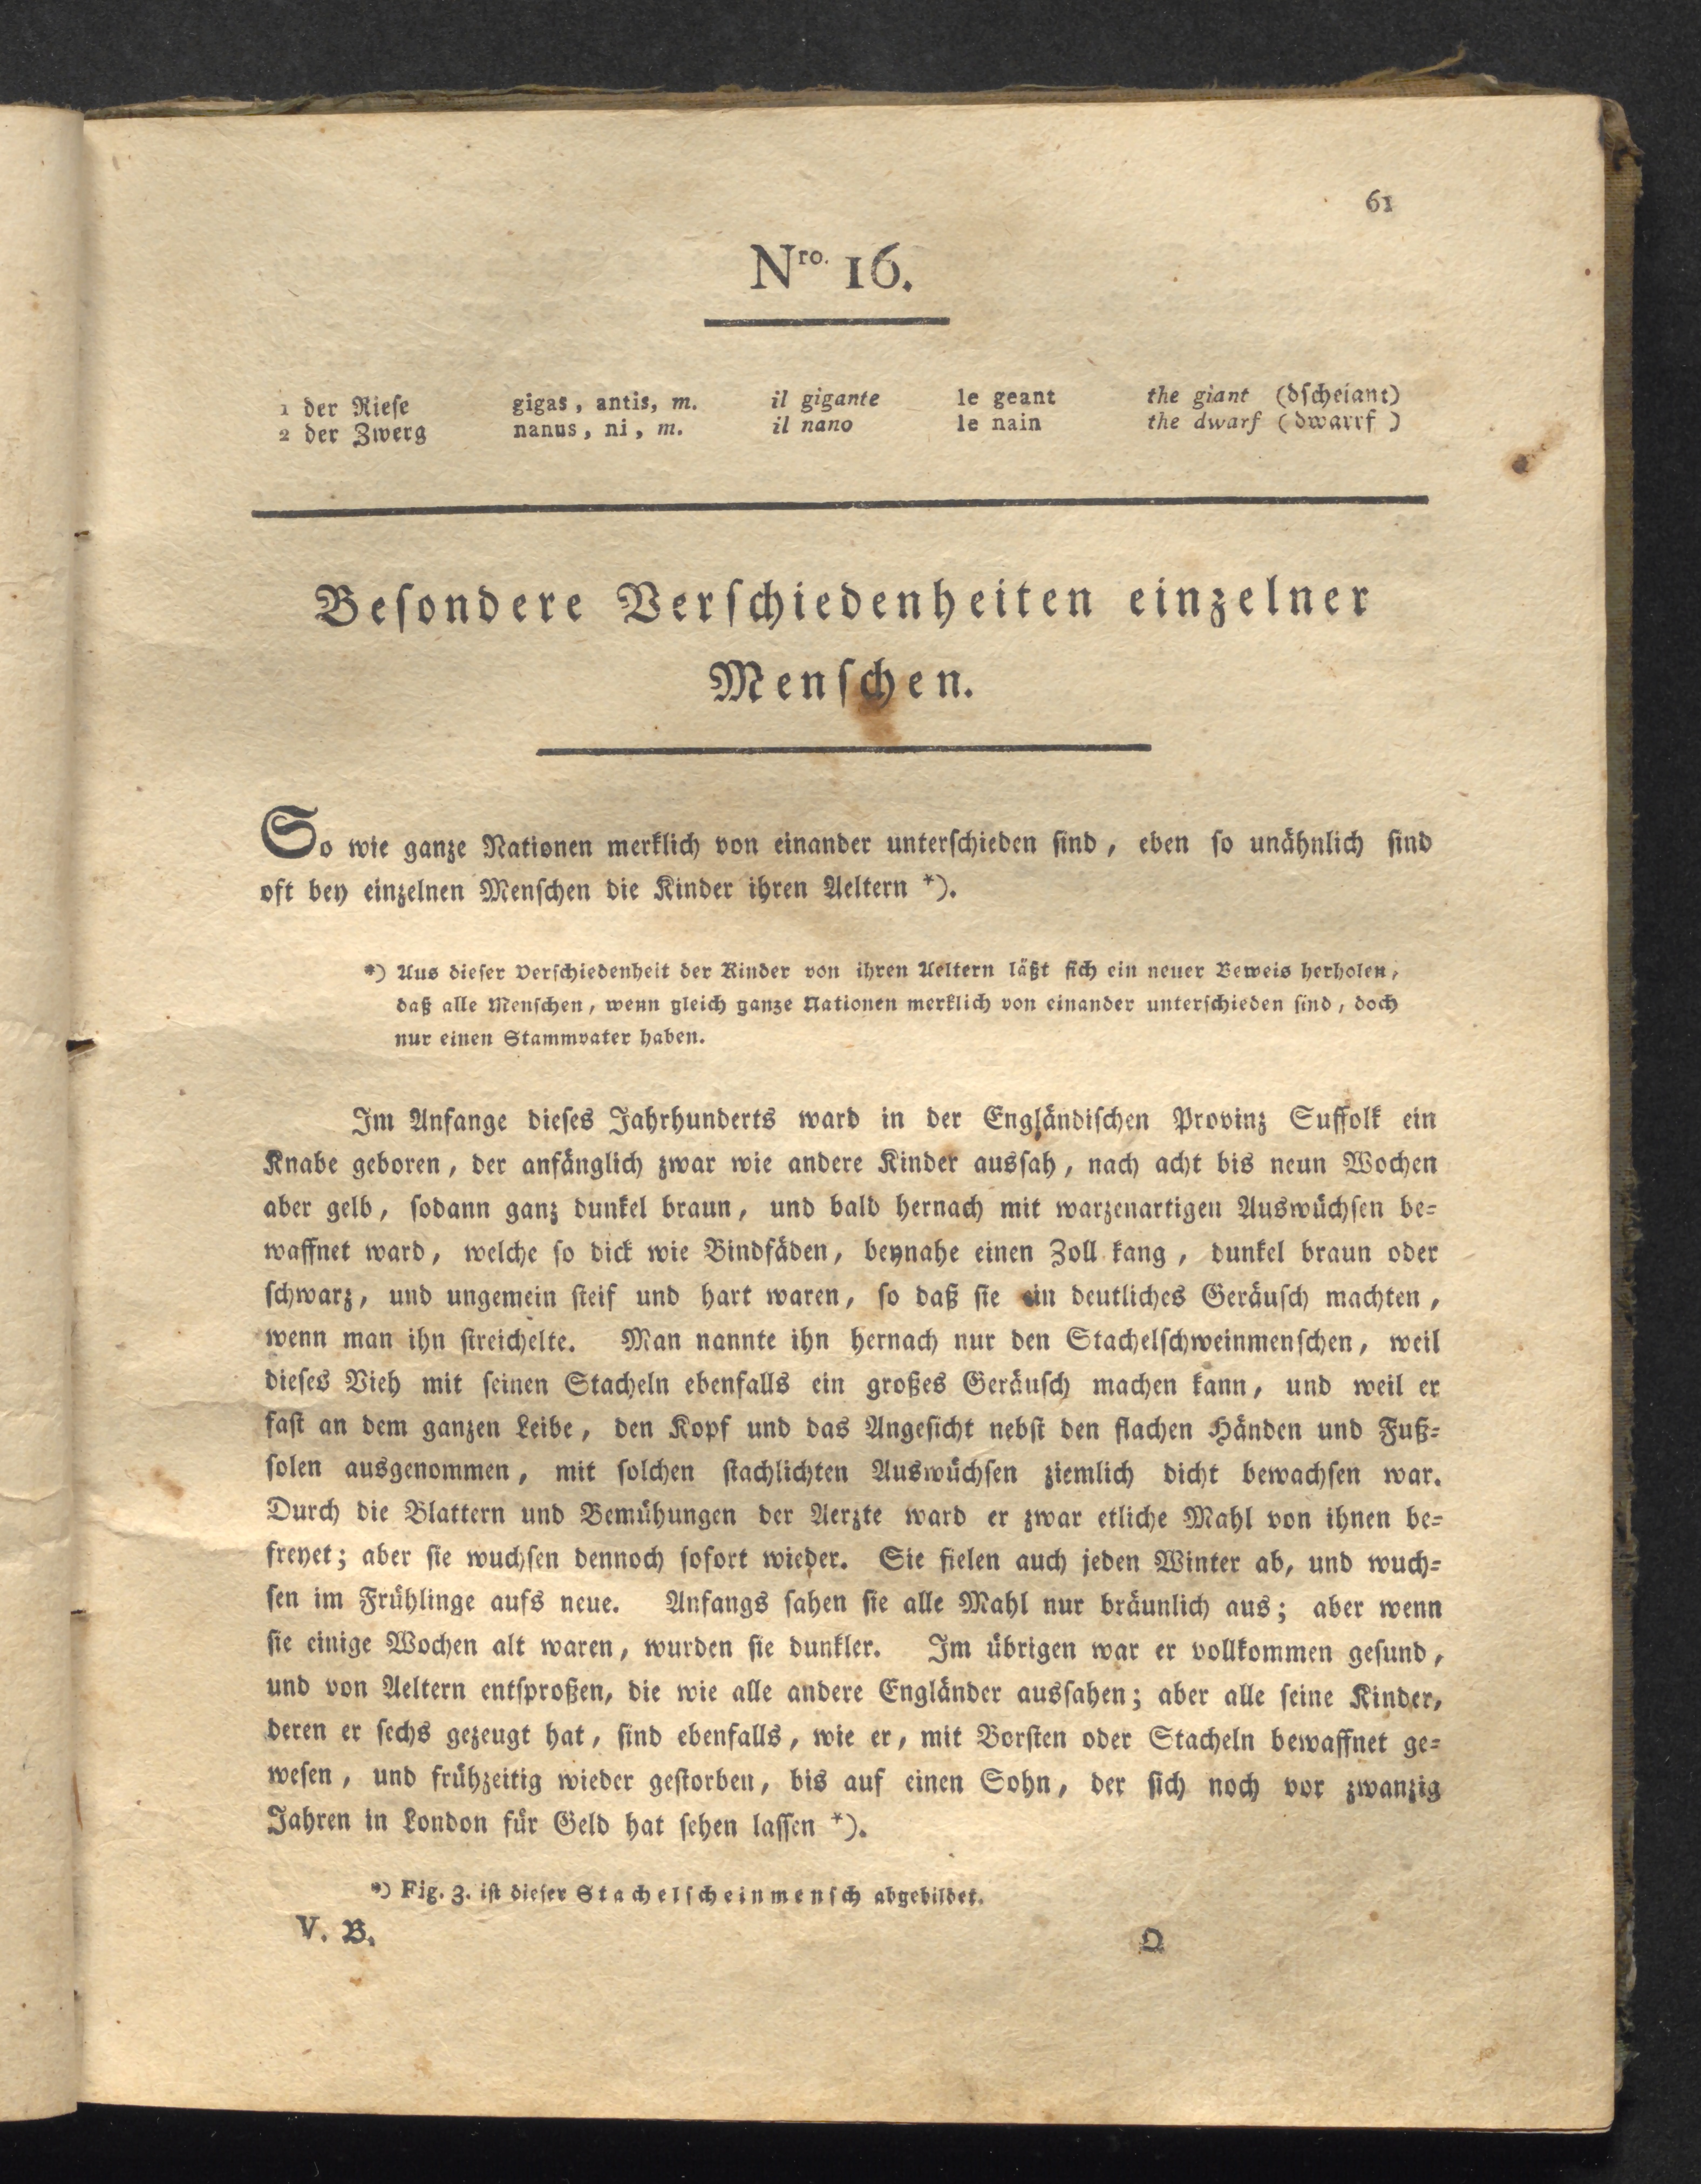 61
Nro. 16.
1 der Rieſe gigas, antis, m. il gigante le geant the giant (dſcheiant)
2 der Zwerg nanus, ni, m. il nano le nain the dwarf (dwarrf)
Beſondere Verſchiedenheiten einzelner
Menſchen.
So wie ganze Nationen merklich von einander unterſchieden ſind, eben ſo unähnlich ſind
oft bey einzelnen Menſchen die Kinder ihren Aeltern *).
*) Aus dieſer Verſchiedenheit der Kinder von ihren Aeltern läßt ſich ein neuer Beweis herholen,
daß alle Menſchen, wenn gleich ganze Nationen merklich von einander unterſchieden ſind, doch
nur einen Stammvater haben.
Im Anfange dieſes Jahrhunderts ward in der Engländiſchen Provinz Suffolk ein
Knabe geboren, der anfänglich zwar wie andere Kinder ausſah, nach acht bis neun Wochen
aber gelb, ſodann ganz dunkel braun, und bald hernach mit warzenartigen Auswüchſen be-
waffnet ward, welche ſo dick wie Bindfäden, beynahe einen Zoll kang, dunkel braun oder
ſchwarz, und ungemein ſteif und hart waren, ſo daß ſie ein deutliches Geräuſch machten,
wenn man ihn ſtreichelte. Man nannte ihn hernach nur den Stachelſchweinmenſchen, weil
dieſes Vieh mit ſeinen Stacheln ebenfalls ein großes Geräuſch machen kann, und weil er
faſt an dem ganzen Leibe, den Kopf und das Angeſicht nebſt den flachen Händen und Fuß-
ſolen ausgenommen, mit ſolchen ſtachlichten Auswüchſen ziemlich dicht bewachſen war.
Durch die Blattern und Bemühungen der Aerzte ward er zwar etliche Mahl von ihnen be-
freyet; aber ſie wuchſen dennoch ſofort wieder. Sie fielen auch jeden Winter ab, und wuch-
ſen im Frühlinge aufs neue. Anfangs ſahen ſie alle Mahl nur bräunlich aus; aber wenn
ſie einige Wochen alt waren, wurden ſie dunkler. Im übrigen war er vollkommen geſund,
und von Aeltern entſproßen, die wie alle andere Engländer ausſahen; aber alle ſeine Kinder,
deren er ſechs gezeugt hat, ſind ebenfalls, wie er, mit Borſten oder Stacheln bewaffnet ge-
weſen, und frühzeitig wieder geſtorben, bis auf einen Sohn, der ſich noch vor zwanzig
Jahren in London für Geld hat ſehen laſſen *).
*) Fig. 3. iſt dieſer Stachelſcheinmenſch abgebildet.
V. B. Q